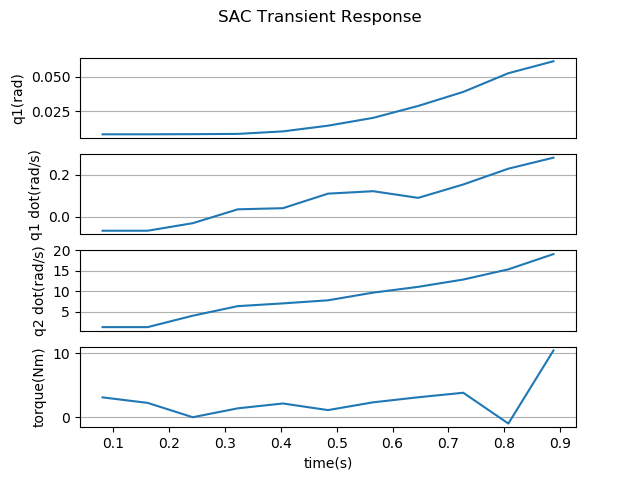 SAC Transient Response
q1(rad)
0.050
0.025
q1 dot(rad/s)
0.2
0.0
q2 dot(rad/s)
20
15
10
5
torque(Nm)
10
0
0.1 0.2 0.3 0.4 0.5 0.6 0.7 0.8 0.9
time(s)